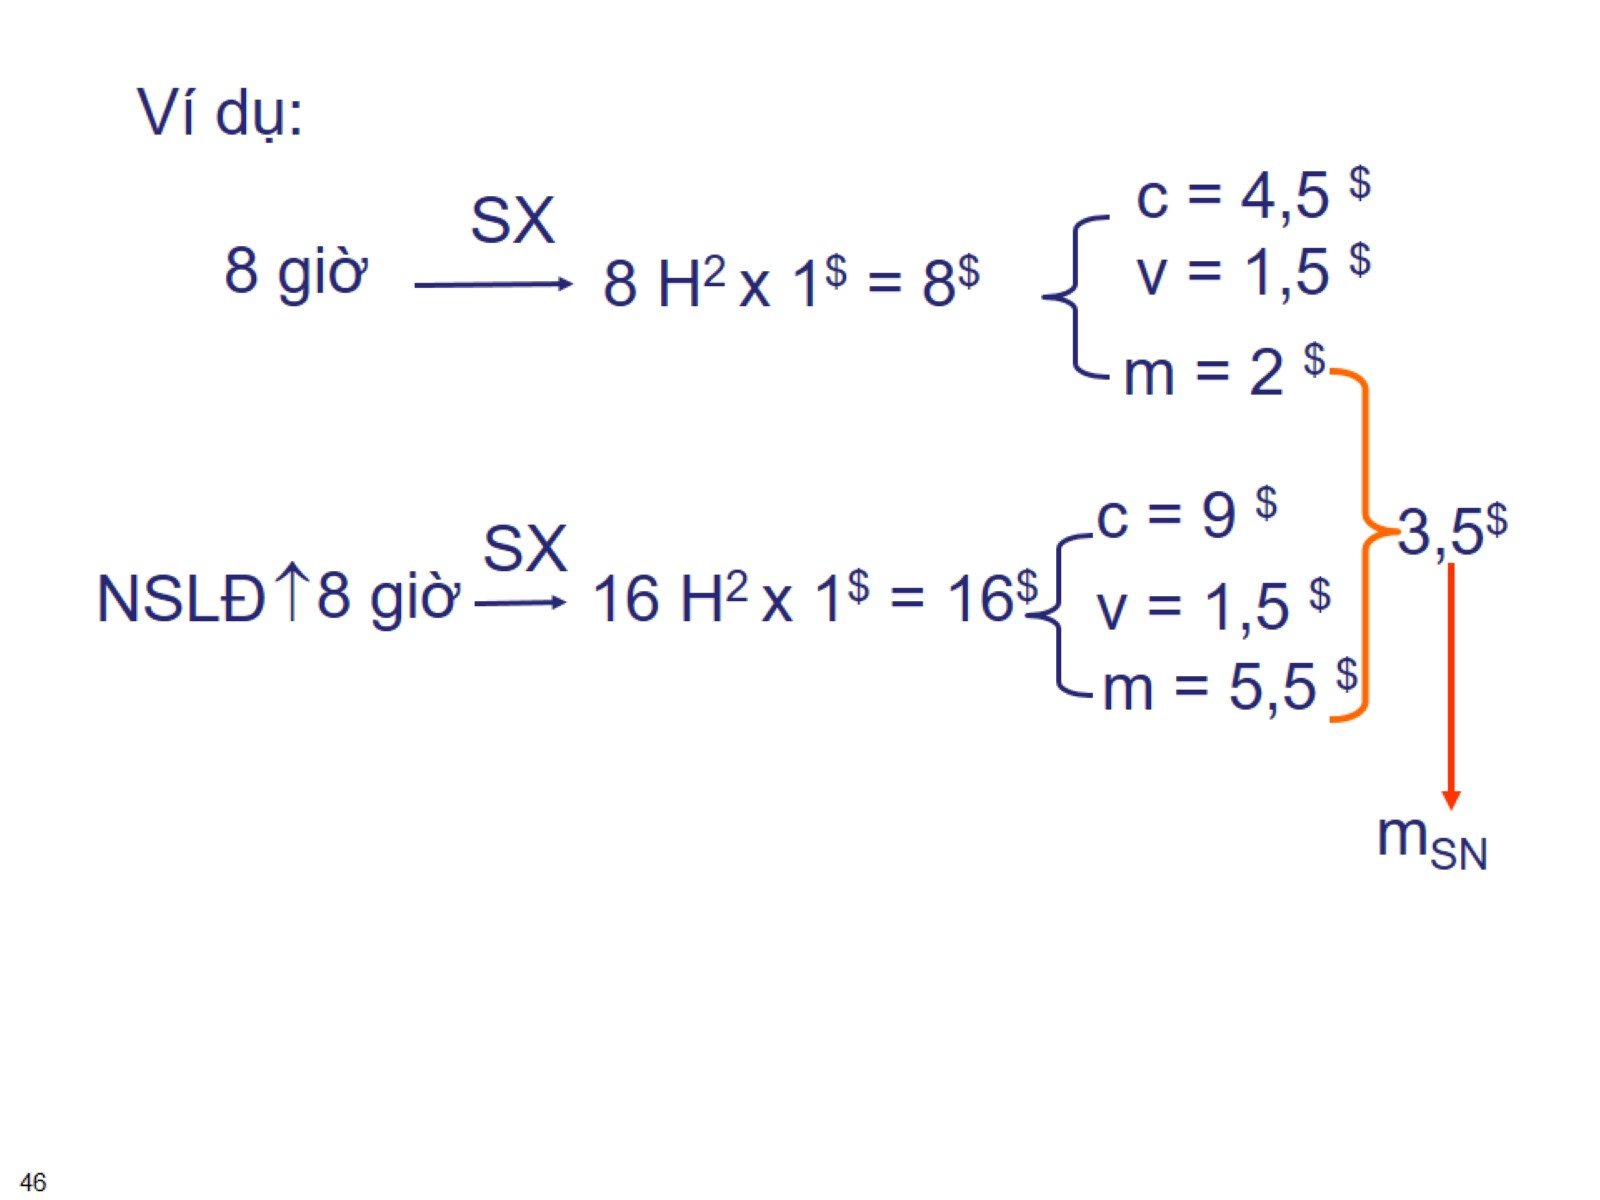 Ví dụ:
8 giờ
SX
8 H² x 1$ = 8$
c = 4,5 $
v = 1,5 $
m = 2 $
NSLĐ↑8 giờ
SX
16 H² x 1$ = 16$
c = 9 $
v = 1,5 $
m = 5,5 $
3,5$
mSN
46